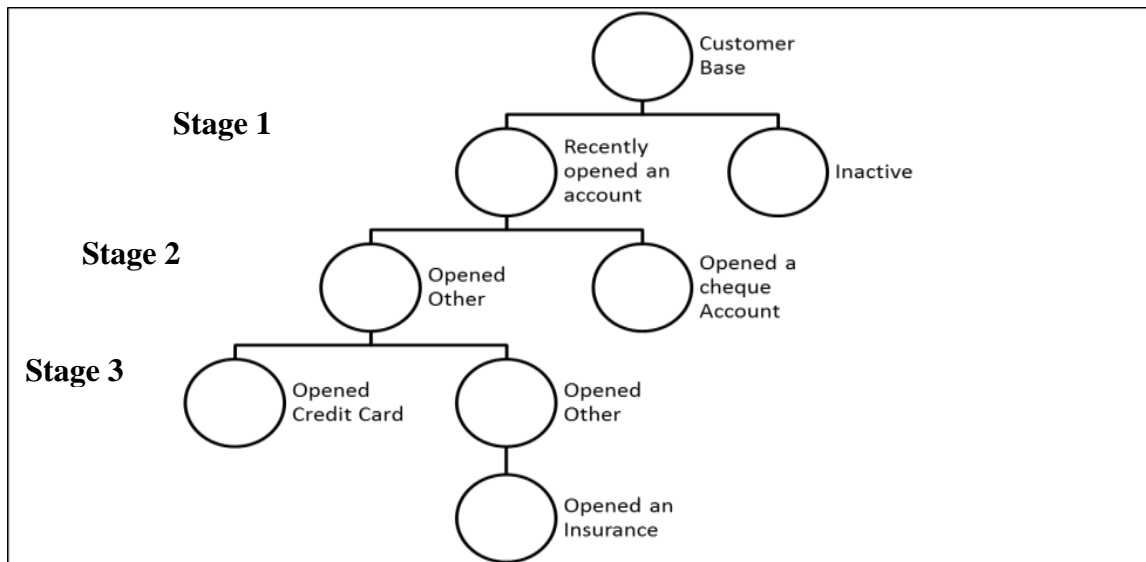 Customer
Base
Stage 1
Recently
opened an
account
Inactive
Stage 2
Opened
Other
Opened a
cheque
Account
Stage 3
Opened
Credit Card
Opened
Other
Opened an
Insurance